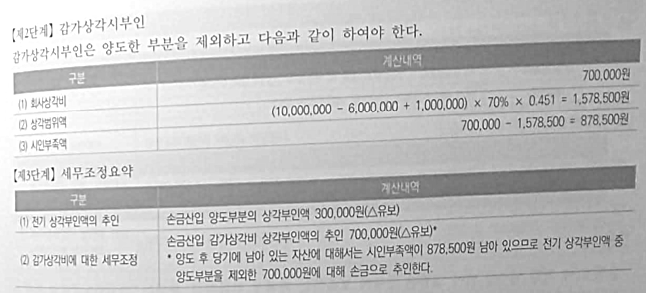 【제2단계】 감가상각시부인
감가상각시부인은 양도한 부분을 제외하고 다음과 같이 하여야 한다.
구분 계산내역
(1) 회사상각비 700,000원
(2) 상각범위액 (10,000,000 - 6,000,000 + 1,000,000) × 70% × 0.451 = 1,578,500원
(3) 시인부족액 700,000 - 1,578,500 = 878,500원
【제3단계】 세무조정요약
구분 계산내역
(1) 전기 상각부인액의 추인 손금산입 양도부분의 상각부인액 300,000원(△유보)
(2) 감가상각비에 대한 세무조정 손금산입 감가상각비 상각부인액의 추인 700,000원(△유보)*
* 양도 후 당기에 남아 있는 자산에 대해서는 시인부족액이 878,500원 남아 있으므로 전기 상각부인액 중
양도부분을 제외한 700,000원에 대해 손금으로 추인한다.